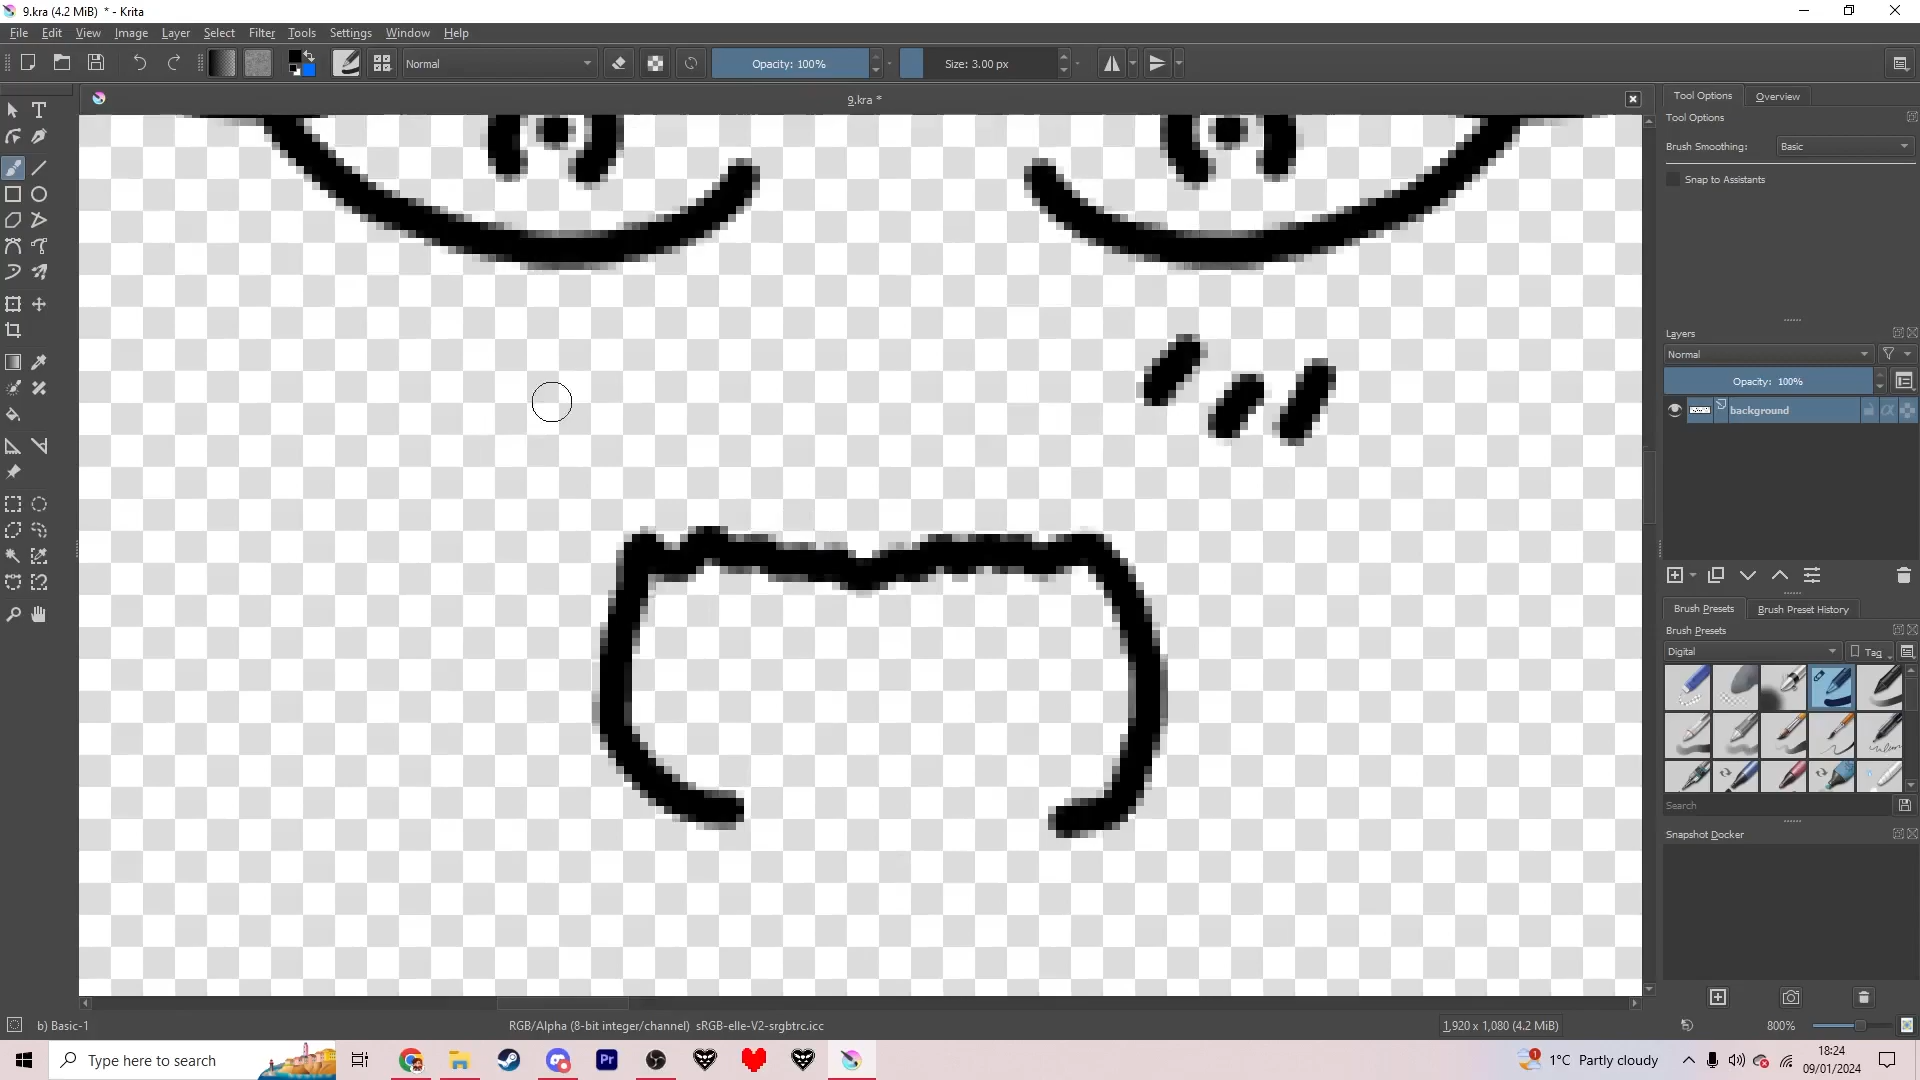 9.kra (4.2 MiB)  * - Krita
File Edit View Image Layer Select Filter Tools Settings Window Help
Normal
Opacity: 100%
Size: 3.00 px
9.kra *
Tool Options Overview
Tool Options
Brush Smoothing: Basic
Snap to Assistants
Layers
Normal
Opacity: 100%
background
Brush Presets Brush Preset History
Brush Presets
Digital Tag
Search
Snapshot Docker
b) Basic-1 RGB/Alpha (8-bit integer/channel) sRGB-elle-V2-srgbtrc.icc 1,920 x 1,080 (4.2 MiB) 800%
Type here to search
Pr
1
1°C Partly cloudy
18:24
09/01/2024